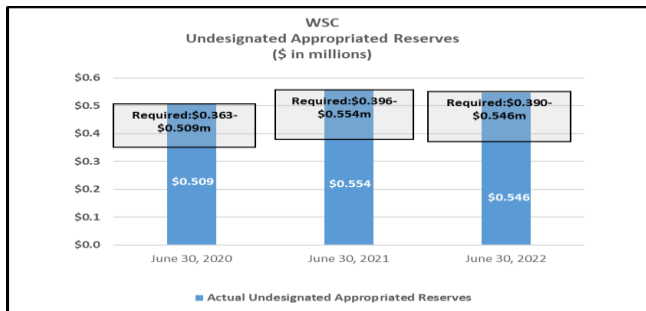 WSC
Undesignated Appropriated Reserves
($ in millions)
$0.6
$0.5
$0.4
$0.3
$0.2
$0.1
$0.0
Required:$0.363-
$0.509m
Required:$0.396-
$0.554m
Required:$0.390-
$0.546m
$0.509
$0.554
$0.546
June 30, 2020
June 30, 2021
June 30, 2022
Actual Undesignated Appropriated Reserves